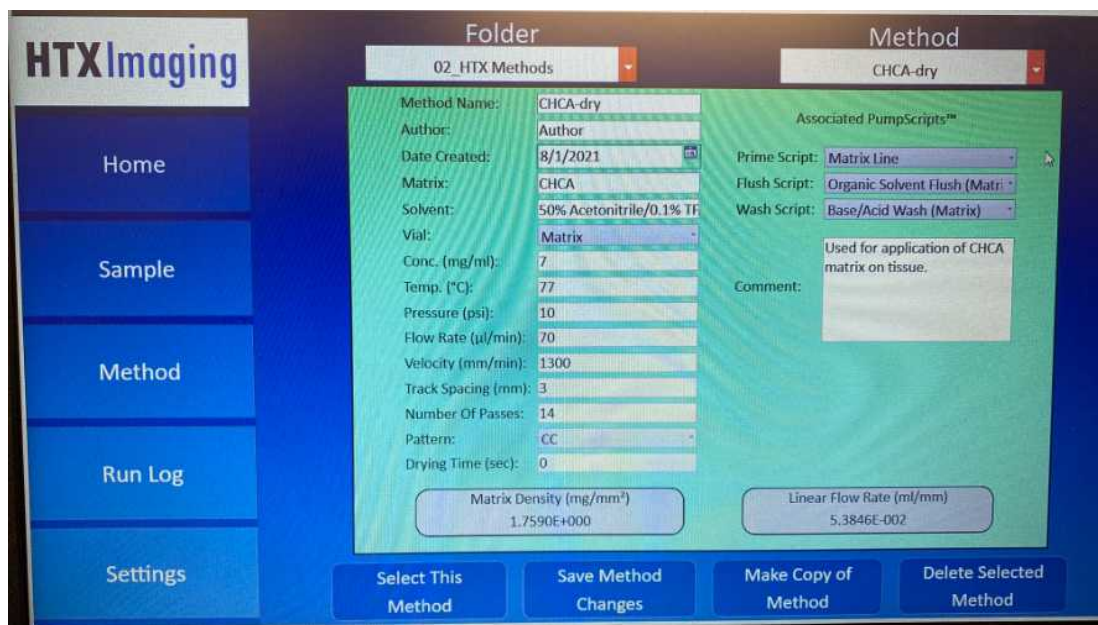 HTXImaging
Home
Sample
Method
Run Log
Settings
Folder
02_HTX Methods
Method
CHCA-dry
Method Name: CHCA-dry
Author: Author
Date Created: 8/1/2021
Matrix: CHCA
Solvent: 50% Acetonitrile/0.1% TF
Vial: Matrix
Conc. (mg/ml): 7
Temp. (°C): 77
Pressure (psi): 10
Flow Rate (µl/min): 70
Velocity (mm/min): 1300
Track Spacing (mm): 3
Number Of Passes: 14
Pattern: CC
Drying Time (sec): 0
Associated PumpScripts™
Prime Script: Matrix Line
Flush Script: Organic Solvent Flush (Matri
Wash Script: Base/Acid Wash (Matrix)
Comment: Used for application of CHCA
matrix on tissue.
Matrix Density (mg/mm²)
1.7590E+000
Linear Flow Rate (ml/mm)
5.3846E-002
Select This
Method
Save Method
Changes
Make Copy of
Method
Delete Selected
Method